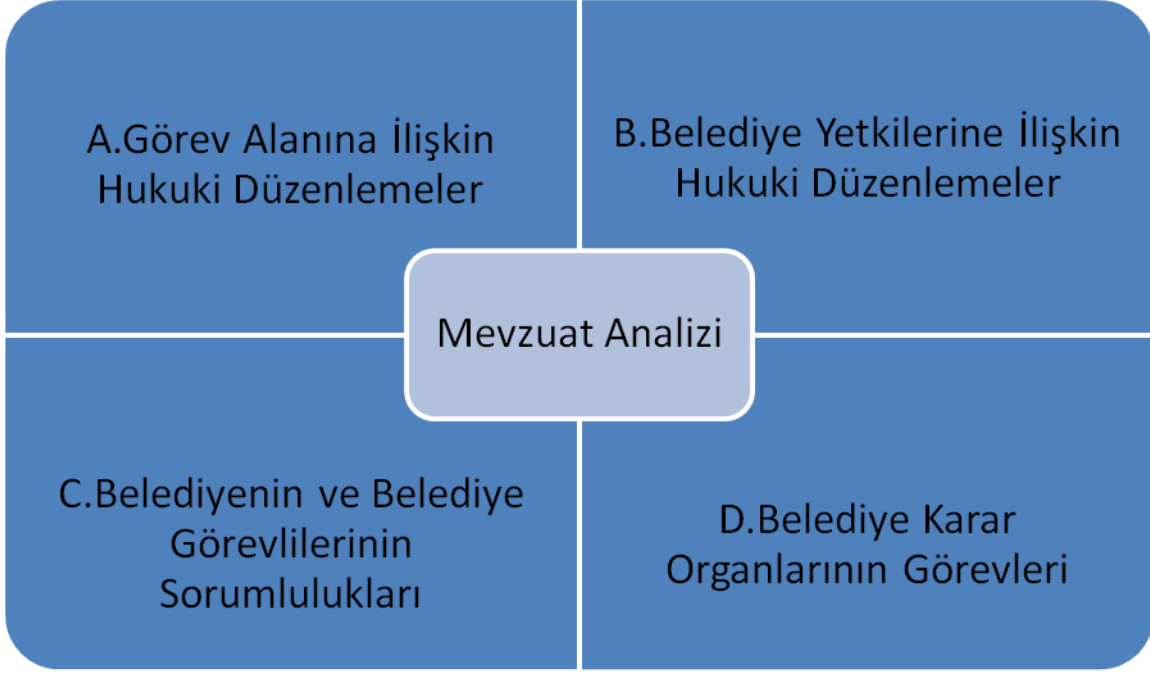 A.Görev Alanına İlişkin
Hukuki Düzenlemeler
B.Belediye Yetkilerine İlişkin
Hukuki Düzenlemeler
Mevzuat Analizi
C.Belediyenin ve Belediye
Görevlilerinin
Sorumlulukları
D.Belediye Karar
Organlarının Görevleri